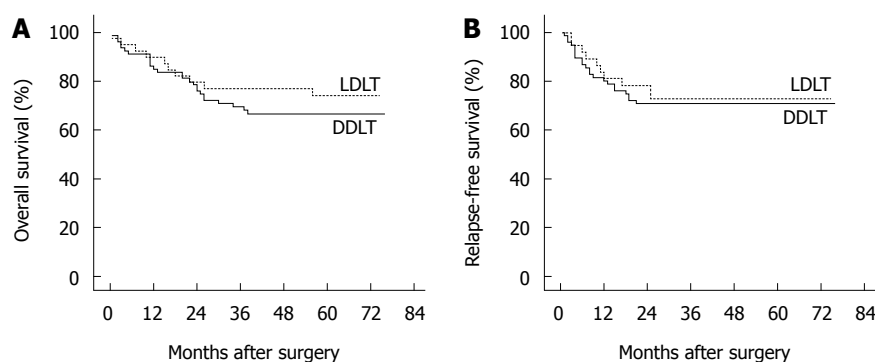 A
Overall survival (%)
100
80
60
40
20
0
LDLT
DDLT
0 12 24 36 48 60 72 84
Months after surgery
B
Relapse-free survival (%)
100
80
60
40
20
0
LDLT
DDLT
0 12 24 36 48 60 72 84
Months after surgery